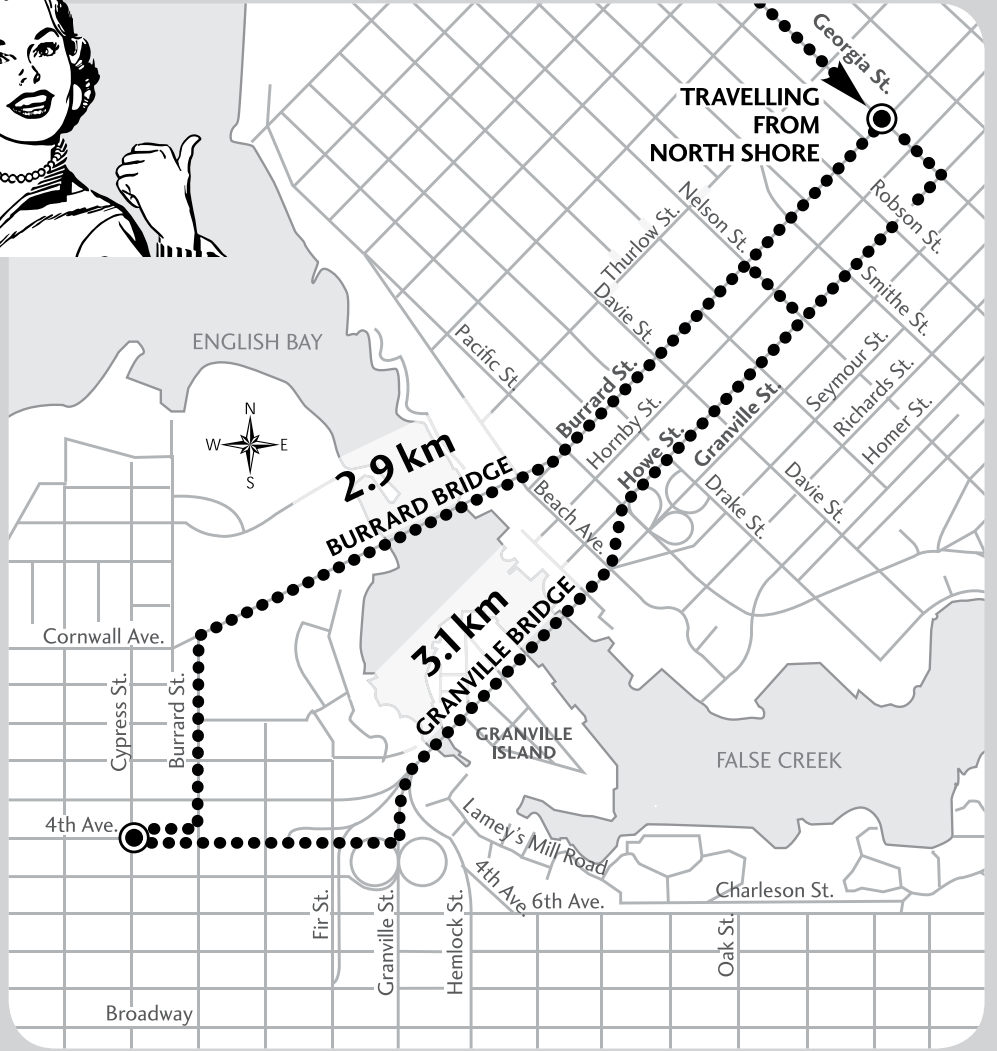 Georgia St.
TRAVELLING
FROM
NORTH SHORE
Robson St.
Nelson St.
Thurlow St.
Smithe St.
Davie St.
ENGLISH BAY
Pacific St.
Seymour St.
Richards St.
Homer St.
Burrard St.
Hornby St.
Howe St.
Granville St.
N
W
E
S
2.9 km
BURRARD BRIDGE
Beach Ave.
Drake St.
Davie St.
3.1 km
GRANVILLE BRIDGE
Cornwall Ave.
Cypress St.
Burrard St.
GRANVILLE
ISLAND
FALSE CREEK
4th Ave.
Lamey's Mill Road
4th Ave.
6th Ave.
Charleson St.
Fir St.
Granville St.
Hemlock St.
Oak St.
Broadway